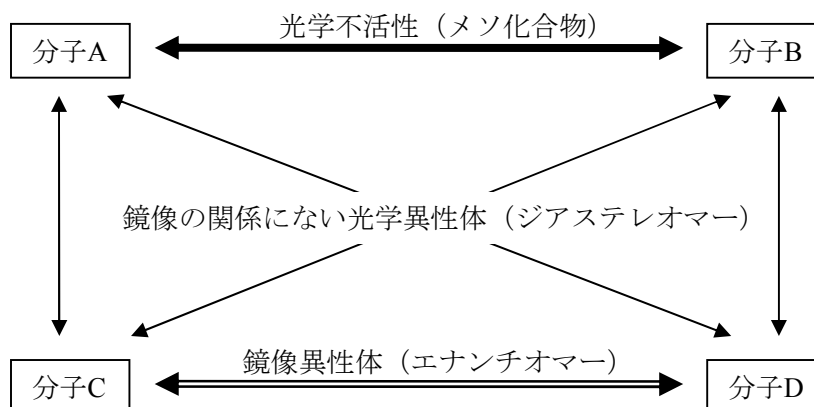 光学不活性（メソ化合物）
分子A
分子B
鏡像の関係にない光学異性体（ジアステレオマー）
鏡像異性体（エナンチオマー）
分子C
分子D